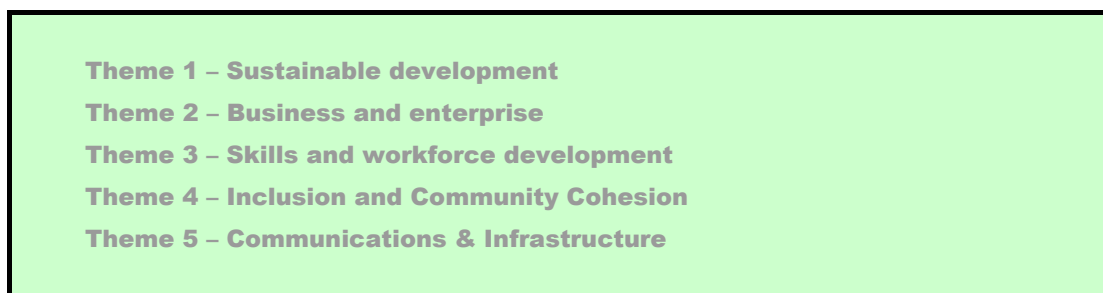 Theme 1 – Sustainable development
Theme 2 – Business and enterprise
Theme 3 – Skills and workforce development
Theme 4 – Inclusion and Community Cohesion
Theme 5 – Communications & Infrastructure